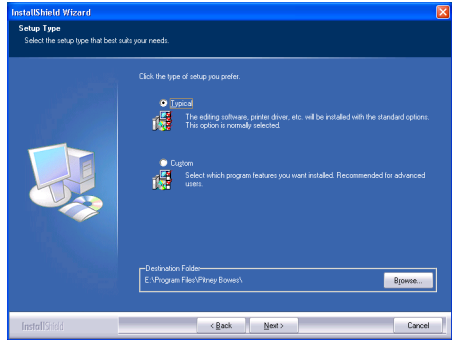 InstallShield Wizard
Setup Type
Select the setup type that best suits your needs.
Click the type of setup you prefer.
Typical
The editing software, printer driver, etc. will be installed with the standard options.
This option is normally selected.
Custom
Select which program features you want installed. Recommended for advanced
users.
Destination Folder
E:\Program Files\Pitney Bowes\
Browse...
InstallShield
< Back
Next >
Cancel